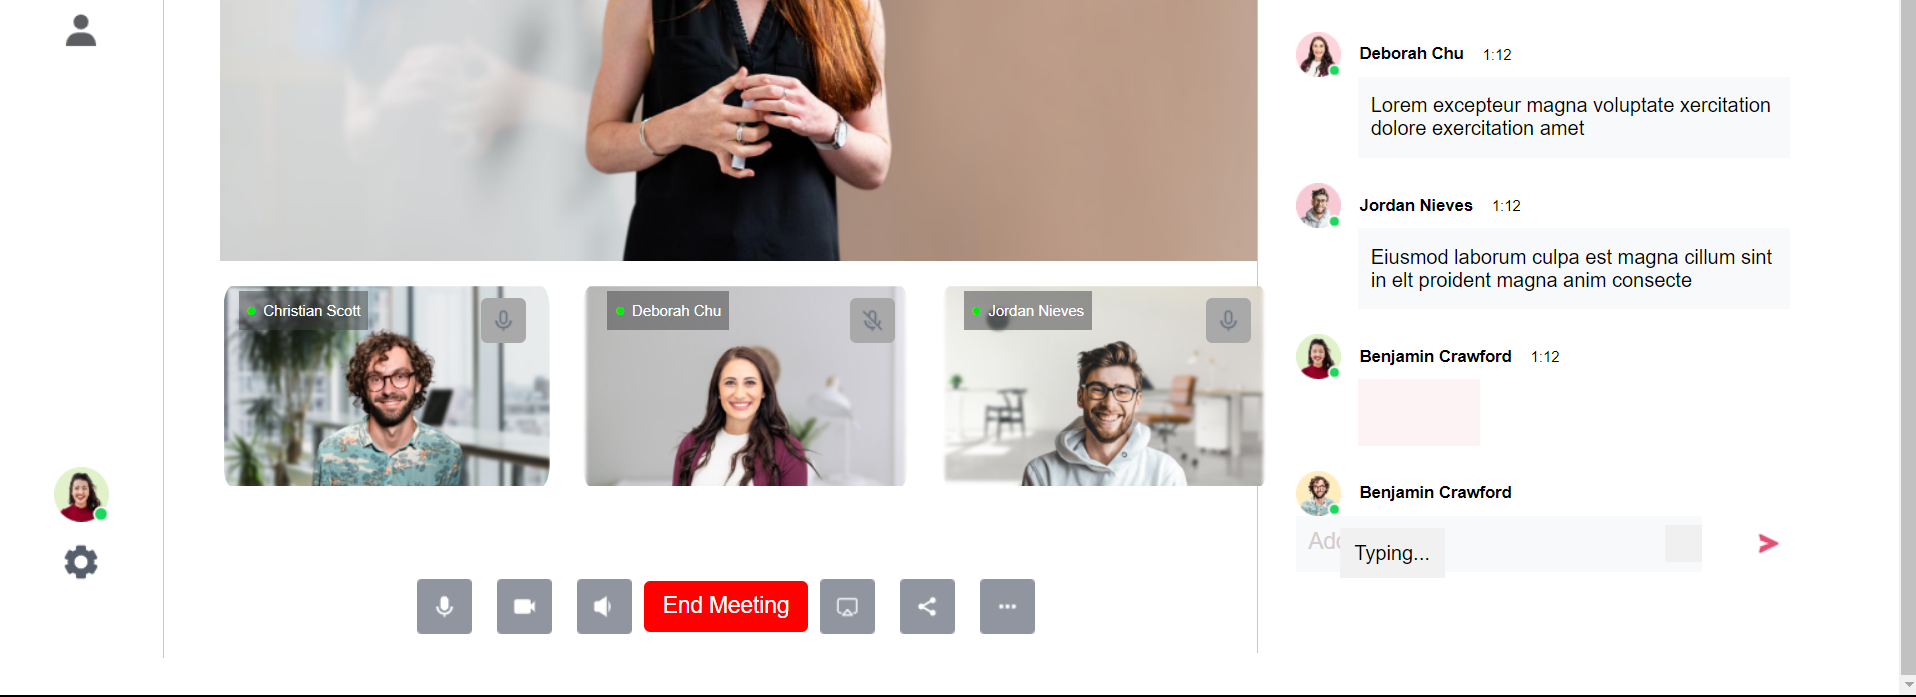 Deborah Chu 1:12
Lorem excepteur magna voluptate xercitation
dolore exercitation amet
Jordan Nieves 1:12
Eiusmod laborum culpa est magna cillum sint
in elt proident magna anim consecte
Christian Scott
Deborah Chu
Jordan Nieves
Benjamin Crawford 1:12
Benjamin Crawford
Typing...
End Meeting